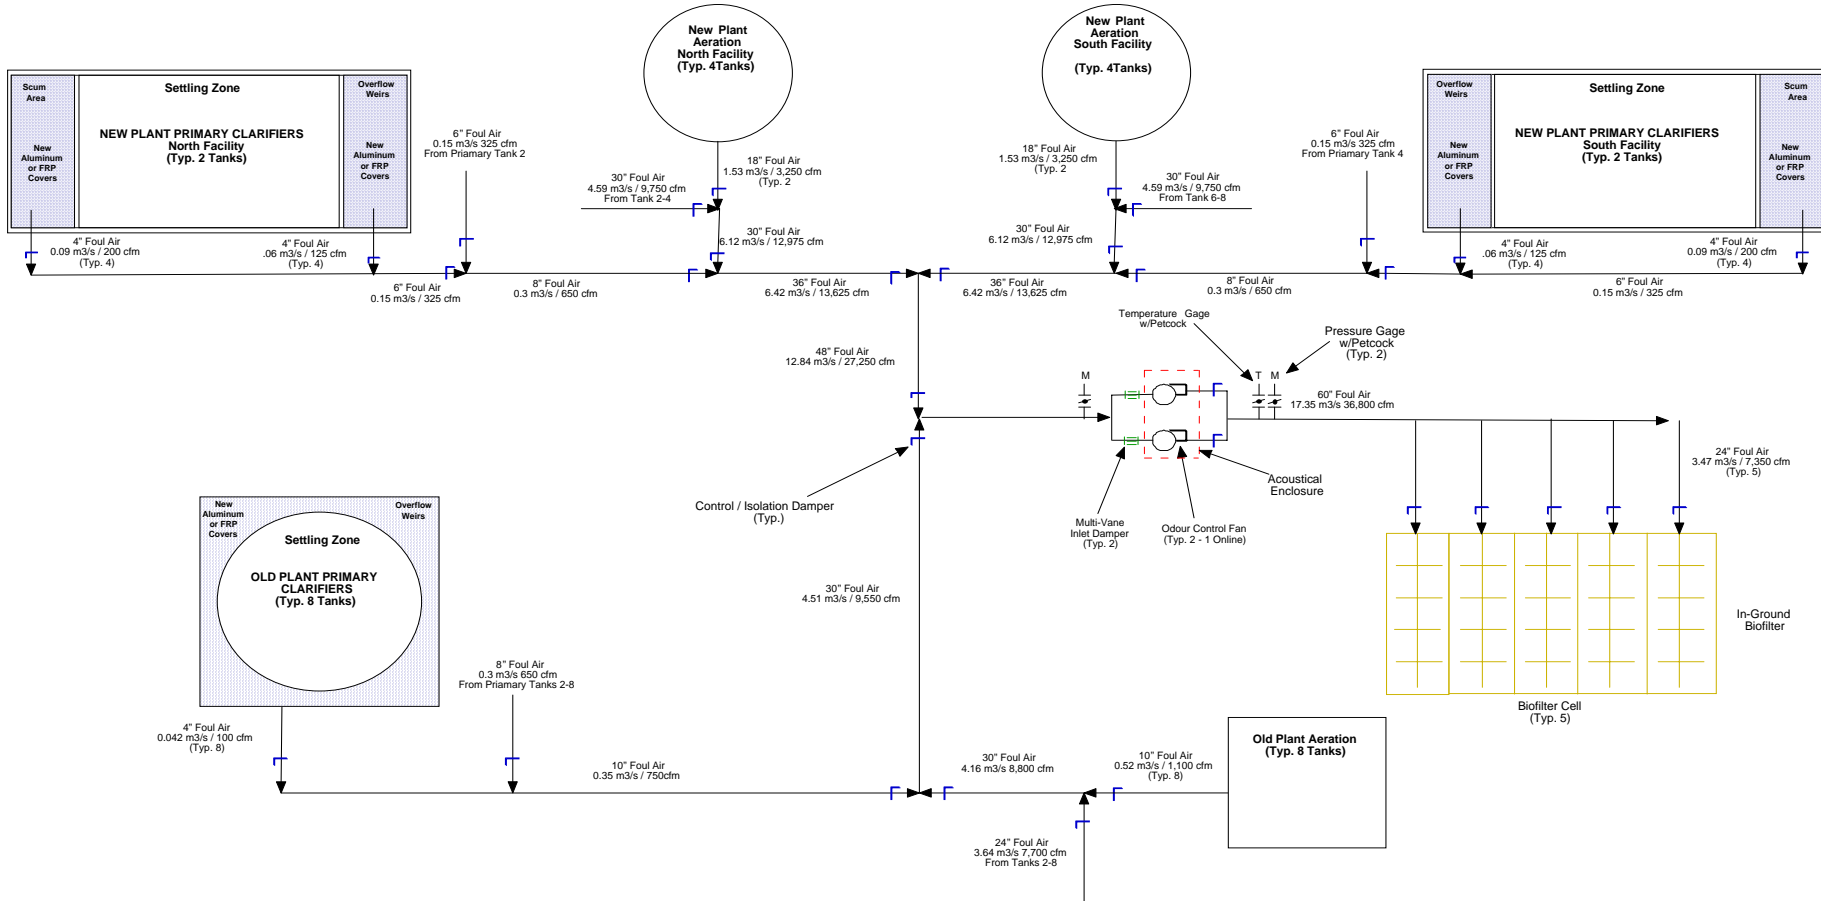 New Plant
Aeration
North Facility
(Typ. 4Tanks)
New Plant
Aeration
South Facility
(Typ. 4Tanks)
Scum
Area
New
Aluminum
or FRP
Covers
Settling Zone
NEW PLANT PRIMARY CLARIFIERS
North Facility
(Typ. 2 Tanks)
Overflow
Weirs
New
Aluminum
or FRP
Covers
6" Foul Air
0.15 m3/s 325 cfm
From Priamary Tank 2
18" Foul Air
1.53 m3/s / 3,250 cfm
(Typ. 2
30" Foul Air
4.59 m3/s / 9,750 cfm
From Tank 2-4
18" Foul Air
1.53 m3/s / 3,250 cfm
(Typ. 2
30" Foul Air
4.59 m3/s / 9,750 cfm
From Tank 6-8
6" Foul Air
0.15 m3/s 325 cfm
From Priamary Tank 4
Overflow
Weirs
New
Aluminum
or FRP
Covers
Settling Zone
NEW PLANT PRIMARY CLARIFIERS
South Facility
(Typ. 2 Tanks)
Scum
Area
New
Aluminum
or FRP
Covers
4" Foul Air
0.09 m3/s / 200 cfm
(Typ. 4)
4" Foul Air
.06 m3/s / 125 cfm
(Typ. 4)
30" Foul Air
6.12 m3/s / 12,975 cfm
30" Foul Air
6.12 m3/s / 12,975 cfm
4" Foul Air
.06 m3/s / 125 cfm
(Typ. 4)
4" Foul Air
0.09 m3/s / 200 cfm
(Typ. 4)
6" Foul Air
0.15 m3/s / 325 cfm
8" Foul Air
0.3 m3/s / 650 cfm
36" Foul Air
6.42 m3/s / 13,625 cfm
36" Foul Air
6.42 m3/s / 13,625 cfm
8" Foul Air
0.3 m3/s / 650 cfm
6" Foul Air
0.15 m3/s / 325 cfm
Temperature Gage
w/Petcock
Pressure Gage
w/Petcock
(Typ. 2)
48" Foul Air
12.84 m3/s / 27,250 cfm
M
T
M
60" Foul Air
17.35 m3/s 36,800 cfm
24" Foul Air
3.47 m3/s / 7,350 cfm
(Typ. 5)
Control / Isolation Damper
(Typ.)
Acoustical
Enclosure
Multi-Vane
Inlet Damper
(Typ. 2)
Odour Control Fan
(Typ. 2 - 1 Online)
New
Aluminum
or FRP
Covers
Overflow
Weirs
Settling Zone
OLD PLANT PRIMARY
CLARIFIERS
(Typ. 8 Tanks)
30" Foul Air
4.51 m3/s / 9,550 cfm
In-Ground
Biofilter
Biofilter Cell
(Typ. 5)
8" Foul Air
0.3 m3/s 650 cfm
From Priamary Tanks 2-8
4" Foul Air
0.042 m3/s / 100 cfm
(Typ. 8)
10" Foul Air
0.35 m3/s / 750cfm
30" Foul Air
4.16 m3/s 8,800 cfm
10" Foul Air
0.52 m3/s / 1,100 cfm
(Typ. 8)
Old Plant Aeration
(Typ. 8 Tanks)
24" Foul Air
3.64 m3/s 7,700 cfm
From Tanks 2-8